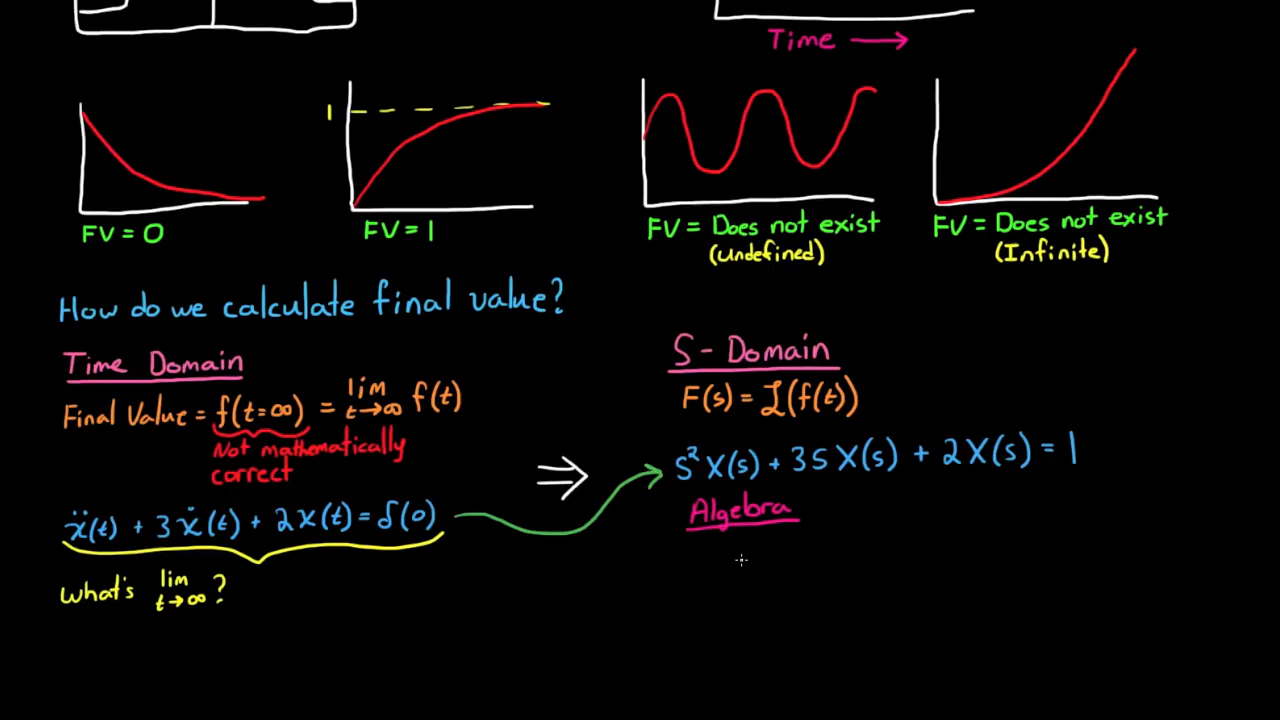 Time →
1
FV = 0
FV = 1
FV = Does not exist
(Undefined)
FV = Does not exist
(Infinite)
How do we calculate final value?
Time Domain
Final Value = f(t=∞) = lim t→∞ f(t)
Not mathematically
correct
ẍ(t) + 3ẋ(t) + 2x(t) = δ(0)
What's lim t→∞ ?
S - Domain
F(s) = ℒ(f(t))
⇒
S²X(s) + 3SX(s) + 2X(s) = 1
Algebra